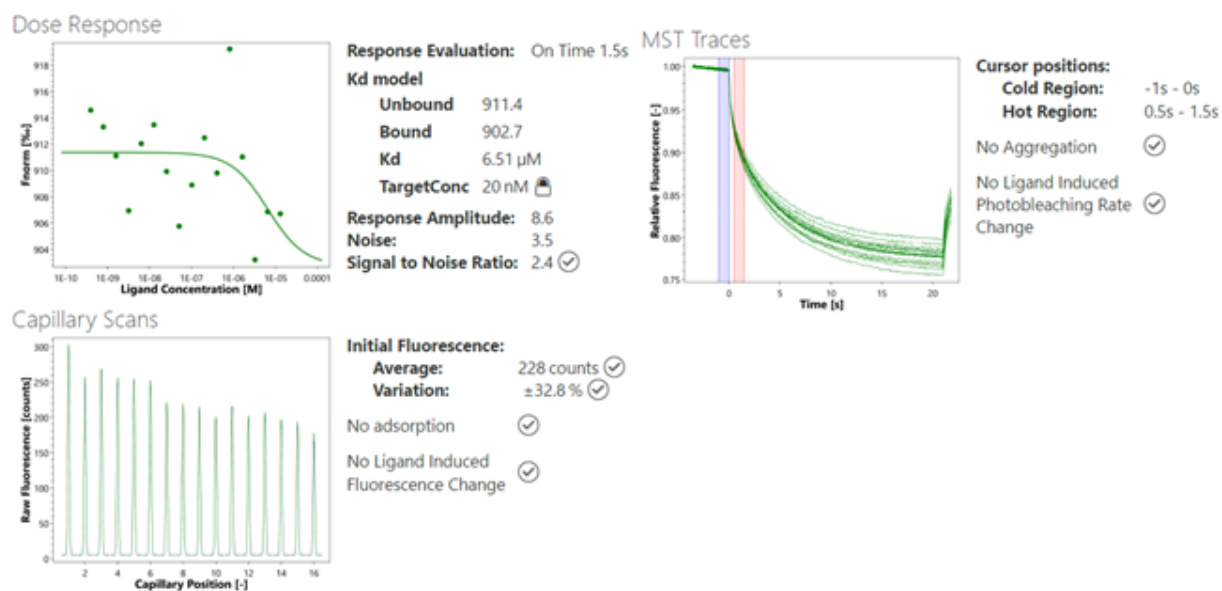 Dose Response
Fnorm [‰]
918
916
914
912
910
908
906
904
1E-10 1E-09 1E-08 1E-07 1E-06 1E-05 0.0001
Ligand Concentration [M]
Response Evaluation: On Time 1.5s
Kd model
Unbound 911.4
Bound 902.7
Kd 6.51 µM
TargetConc 20 nM
Response Amplitude: 8.6
Noise: 3.5
Signal to Noise Ratio: 2.4
MST Traces
Relative Fluorescence [-]
1.00
0.95
0.90
0.85
0.80
0.75
0 5 10 15 20
Time [s]
Cursor positions:
Cold Region: -1s - 0s
Hot Region: 0.5s - 1.5s
No Aggregation
No Ligand Induced
Photobleaching Rate
Change
Capillary Scans
Raw Fluorescence [counts]
300
250
200
150
100
50
0
2 4 6 8 10 12 14 16
Capillary Position [-]
Initial Fluorescence:
Average: 228 counts
Variation: ±32.8 %
No adsorption
No Ligand Induced
Fluorescence Change